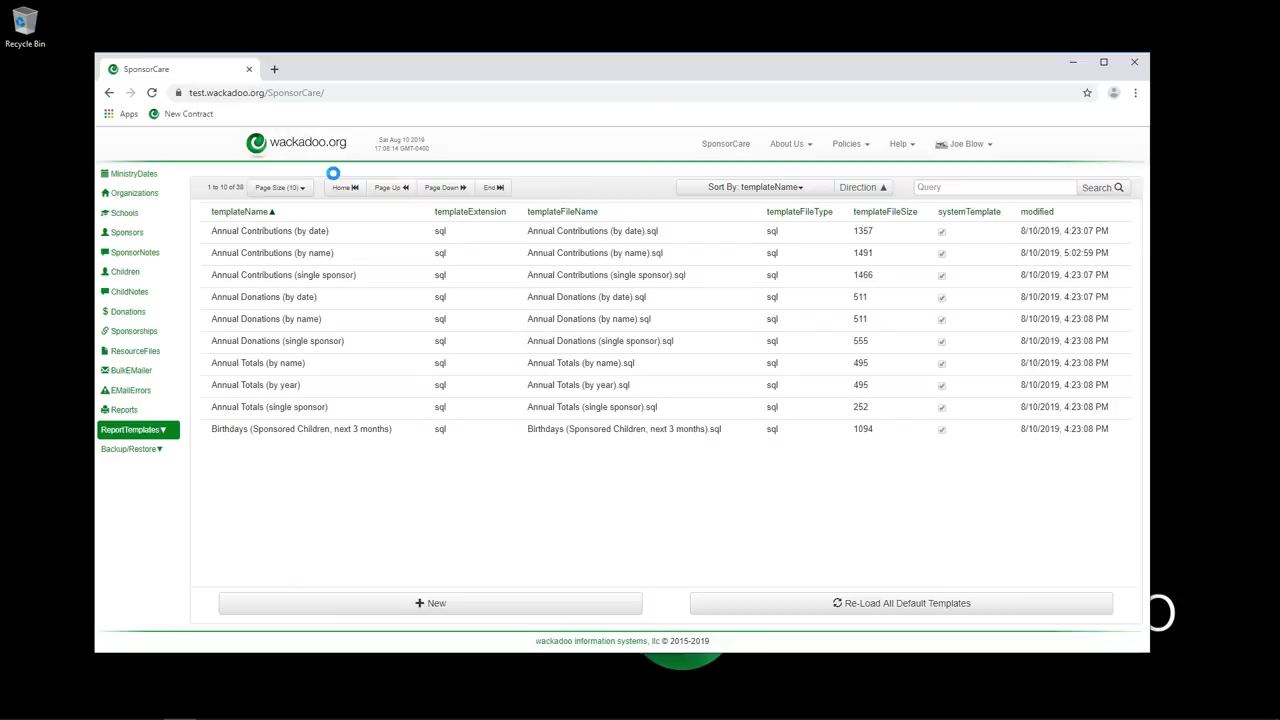 Recycle Bin
SponsorCare
test.wackadoo.org/SponsorCare/
Apps New Contract
wackadoo.org
Sat Aug 10 2019
17:08:14 GMT-0400
SponsorCare About Us Policies Help Joe Blow
MinistryDates
Organizations
Schools
Sponsors
SponsorNotes
Children
ChildNotes
Donations
Sponsorships
ResourceFiles
BulkEMailer
EMailErrors
Reports
ReportTemplates▼
Backup/Restore▼
1 to 10 of 38 Page Size (10) Home Page Up Page Down End Sort By: templateName Direction ▲ Query Search
templateName▲ templateExtension templateFileName templateFileType templateFileSize systemTemplate modified
Annual Contributions (by date) sql Annual Contributions (by date).sql sql 1357 8/10/2019, 4:23:07 PM
Annual Contributions (by name) sql Annual Contributions (by name).sql sql 1491 8/10/2019, 5:02:59 PM
Annual Contributions (single sponsor) sql Annual Contributions (single sponsor).sql sql 1466 8/10/2019, 4:23:07 PM
Annual Donations (by date) sql Annual Donations (by date).sql sql 511 8/10/2019, 4:23:07 PM
Annual Donations (by name) sql Annual Donations (by name).sql sql 511 8/10/2019, 4:23:08 PM
Annual Donations (single sponsor) sql Annual Donations (single sponsor).sql sql 555 8/10/2019, 4:23:08 PM
Annual Totals (by name) sql Annual Totals (by name).sql sql 495 8/10/2019, 4:23:08 PM
Annual Totals (by year) sql Annual Totals (by year).sql sql 495 8/10/2019, 4:23:08 PM
Annual Totals (single sponsor) sql Annual Totals (single sponsor).sql sql 252 8/10/2019, 4:23:08 PM
Birthdays (Sponsored Children, next 3 months) sql Birthdays (Sponsored Children, next 3 months).sql sql 1094 8/10/2019, 4:23:08 PM
New Re-Load All Default Templates
wackadoo information systems, llc © 2015-2019